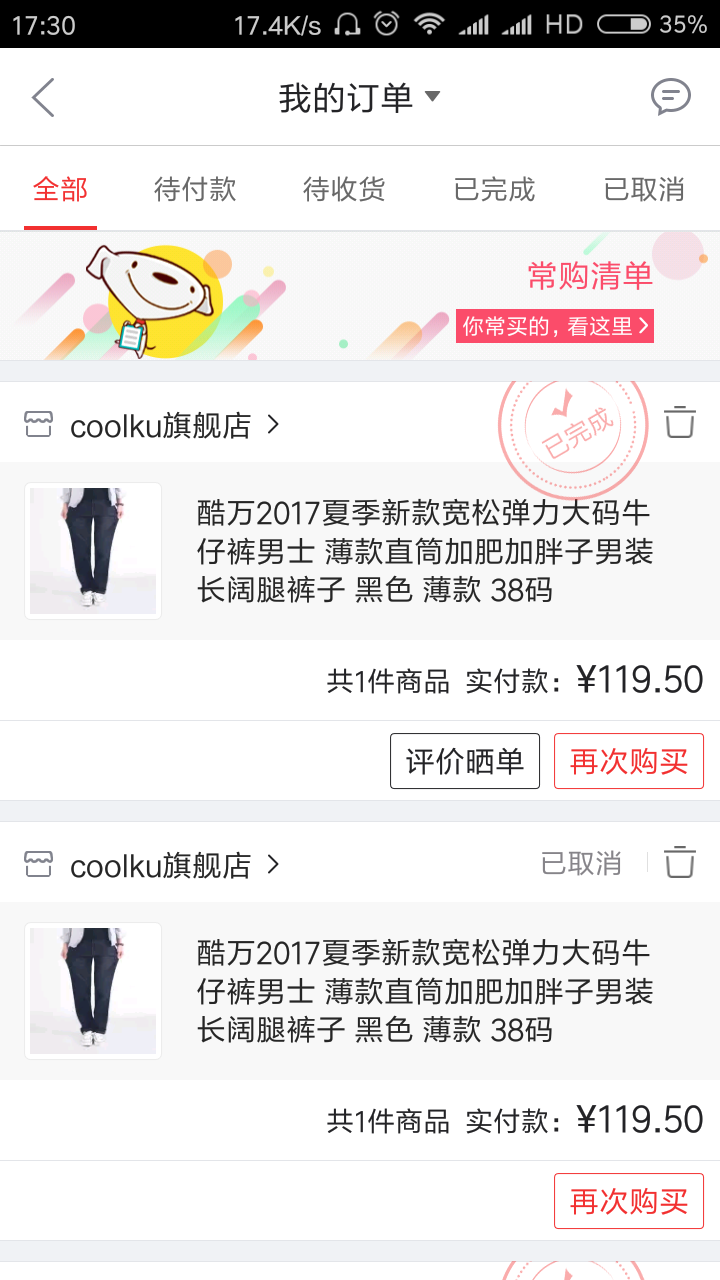 17:30 17.4K/s HD 35%
我的订单
全部 待付款 待收货 已完成 已取消
常购清单
你常买的，看这里
coolku旗舰店
已完成
酷万2017夏季新款宽松弹力大码牛
仔裤男士 薄款直筒加肥加胖子男装
长阔腿裤子 黑色 薄款 38码
共1件商品 实付款：¥119.50
评价晒单 再次购买
coolku旗舰店 已取消
酷万2017夏季新款宽松弹力大码牛
仔裤男士 薄款直筒加肥加胖子男装
长阔腿裤子 黑色 薄款 38码
共1件商品 实付款：¥119.50
再次购买